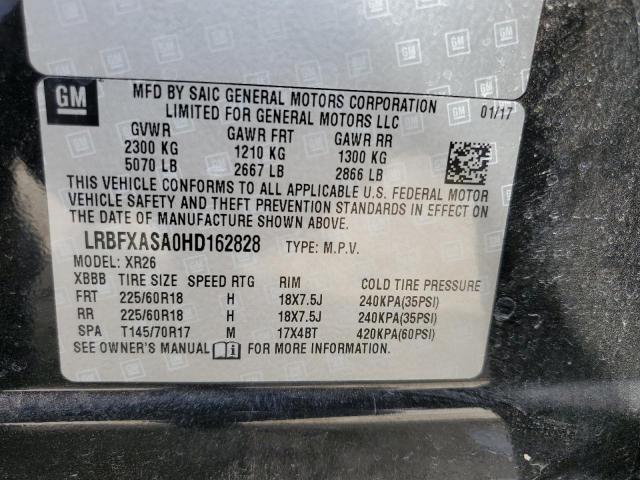 GM
MFD BY SAIC GENERAL MOTORS CORPORATION
LIMITED FOR GENERAL MOTORS LLC
01/17
GVWR GAWR FRT GAWR RR
2300 KG 1210 KG 1300 KG
5070 LB 2667 LB 2866 LB
THIS VEHICLE CONFORMS TO ALL APPLICABLE U.S. FEDERAL MOTOR
VEHICLE SAFETY AND THEFT PREVENTION STANDARDS IN EFFECT ON
THE DATE OF MANUFACTURE SHOWN ABOVE.
LRBFXASA0HD162828 TYPE: M.P.V.
MODEL: XR26
XBBB TIRE SIZE SPEED RTG RIM COLD TIRE PRESSURE
FRT 225/60R18 H 18X7.5J 240KPA(35PSI)
RR 225/60R18 H 18X7.5J 240KPA(35PSI)
SPA T145/70R17 M 17X4BT 420KPA(60PSI)
SEE OWNER'S MANUAL FOR MORE INFORMATION.